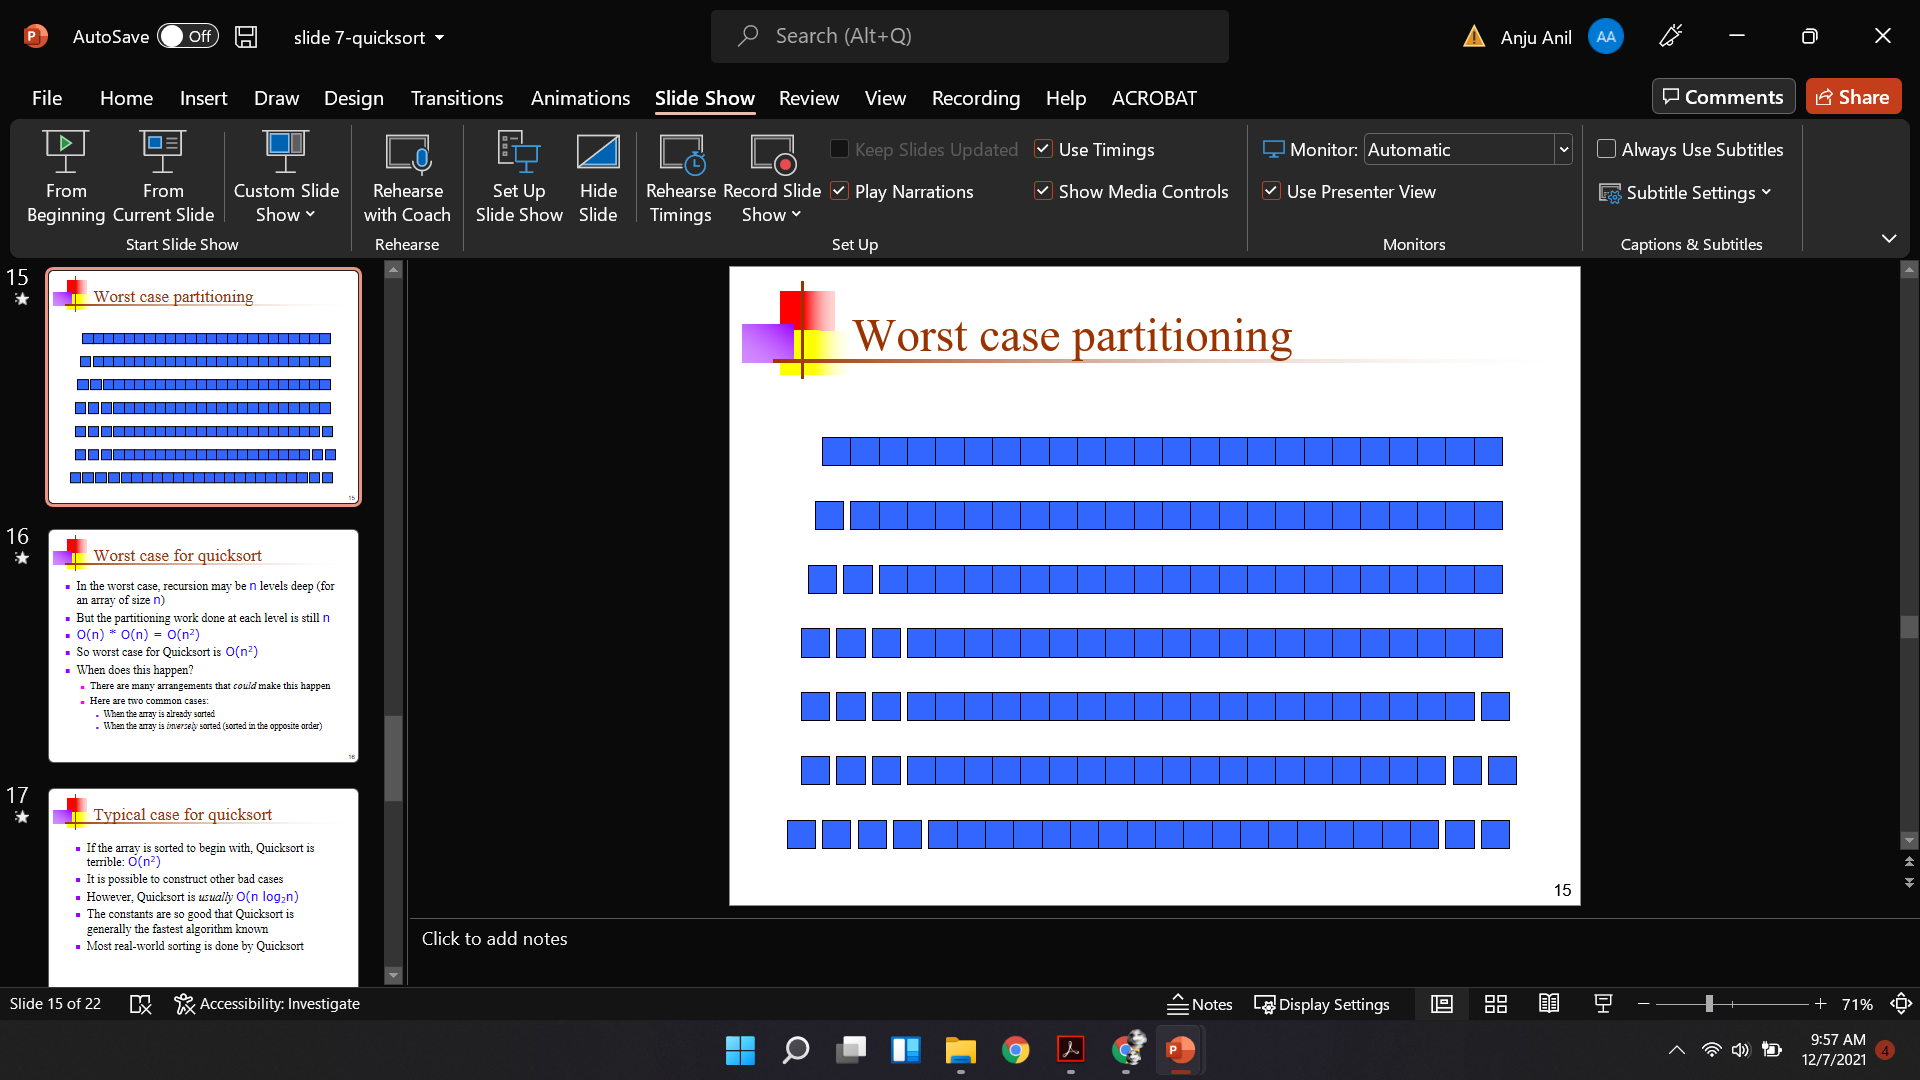 AutoSave Off slide 7-quicksort Search (Alt+Q) Anju Anil AA
File Home Insert Draw Design Transitions Animations Slide Show Review View Recording Help ACROBAT Comments Share
From Beginning
From Current Slide
Custom Slide Show
Start Slide Show
Rehearse with Coach
Rehearse
Set Up Slide Show
Hide Slide
Rehearse Timings
Record Slide Show
Keep Slides Updated
Play Narrations
Use Timings
Show Media Controls
Set Up
Monitor: Automatic
Use Presenter View
Monitors
Always Use Subtitles
Subtitle Settings
Captions & Subtitles
15
Worst case partitioning
15
16
Worst case for quicksort
In the worst case, recursion may be n levels deep (for
an array of size n)
But the partitioning work done at each level is still n
O(n) * O(n) = O(n²)
So worst case for Quicksort is O(n²)
When does this happen?
There are many arrangements that could make this happen
Here are two common cases:
When the array is already sorted
When the array is inversely sorted (sorted in the opposite order)
16
17
Typical case for quicksort
If the array is sorted to begin with, Quicksort is
terrible: O(n²)
It is possible to construct other bad cases
However, Quicksort is usually O(n log₂n)
The constants are so good that Quicksort is
generally the fastest algorithm known
Most real-world sorting is done by Quicksort
Worst case partitioning
15
Click to add notes
Slide 15 of 22 Accessibility: Investigate Notes Display Settings 71%
9:57 AM
12/7/2021
4